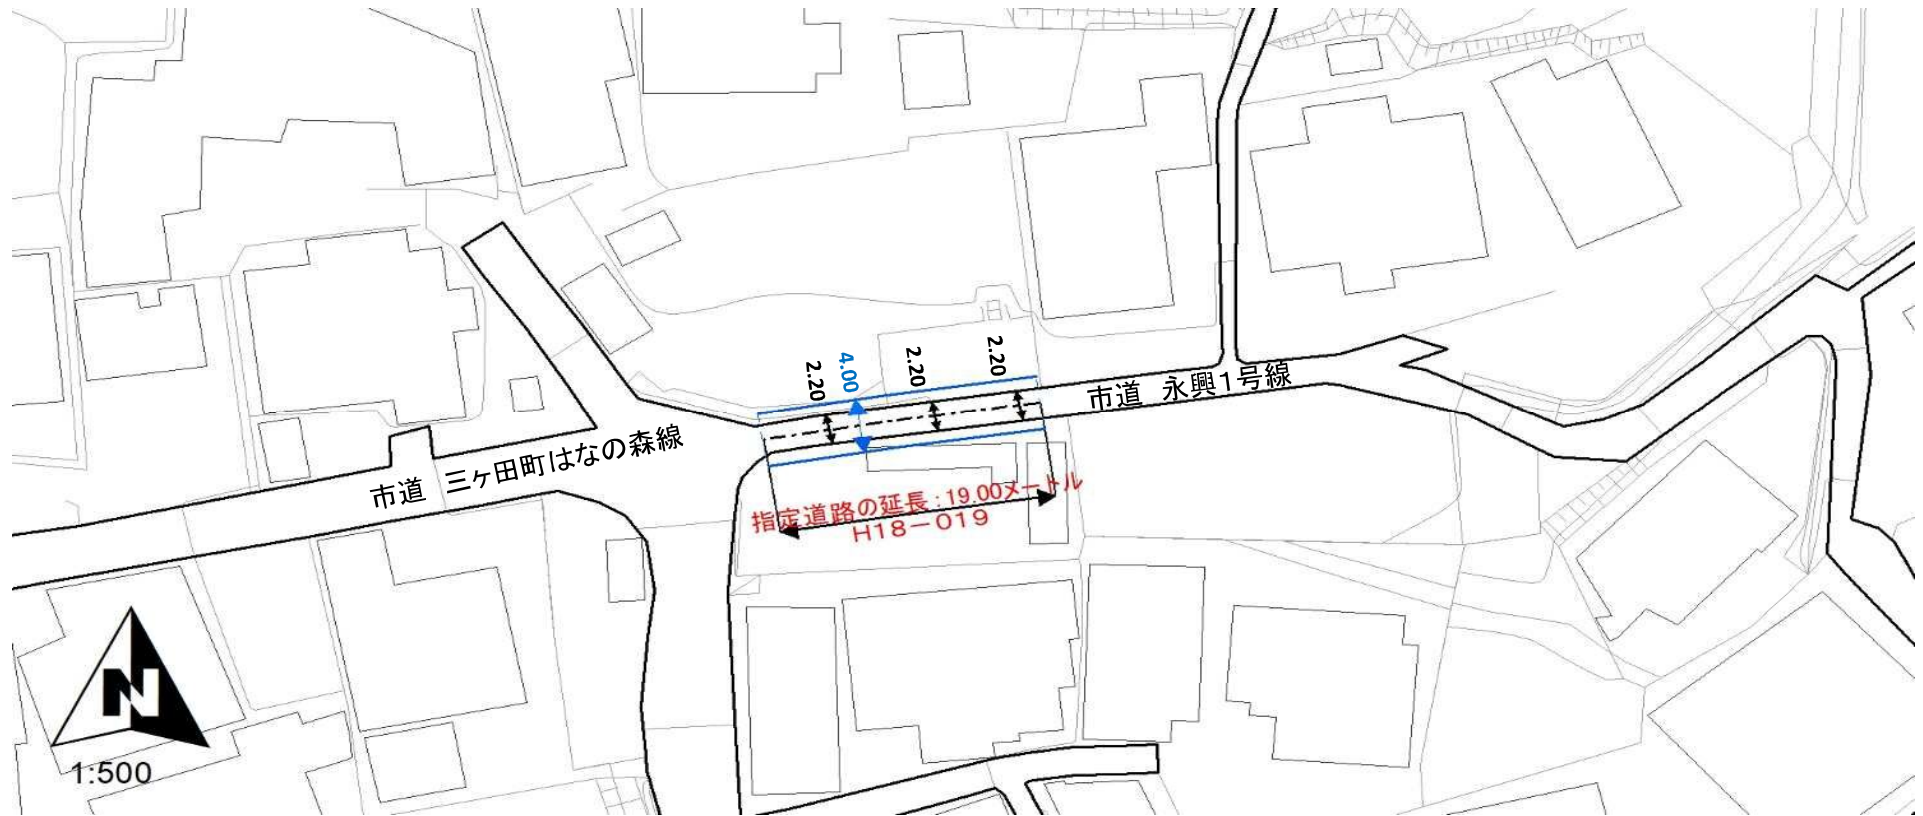 2.20
4.00
2.20
2.20
市道 永興1号線
市道 三ヶ田町はなの森線
指定道路の延長：19.00メートル
H18－019
N
1:500